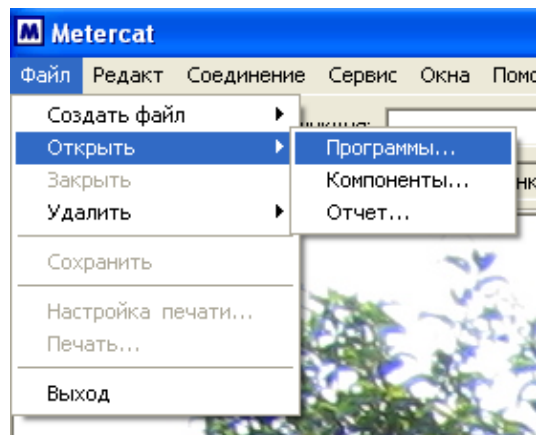 Metercat
Файл Редакт Соединение Сервис Окна
Создать файл
Открыть
Программы...
Закрыть
Компоненты...
Удалить
Отчет...
Сохранить
Настройка печати...
Печать...
Выход